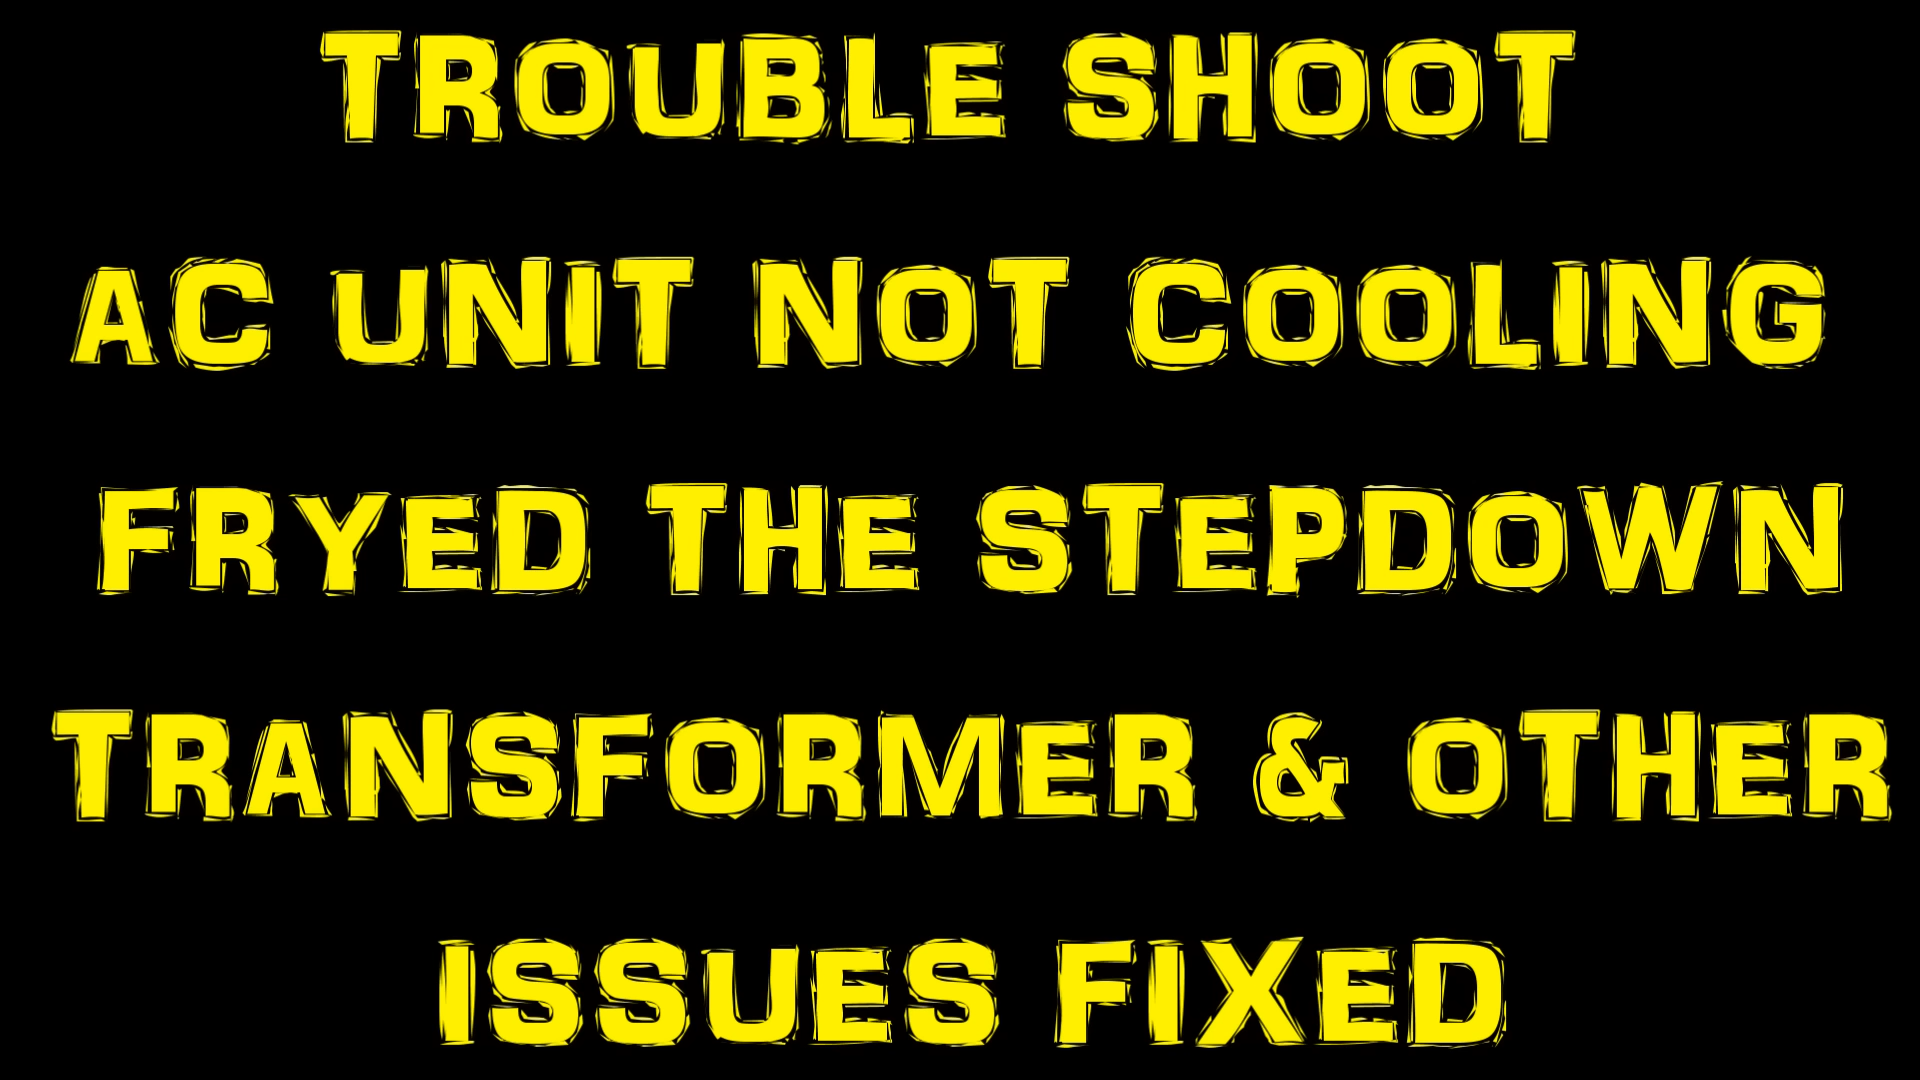 TROUBLE SHOOT
AC UNIT NOT COOLING
FRYED THE STEPDOWN
TRANSFORMER & OTHER
ISSUES FIXED